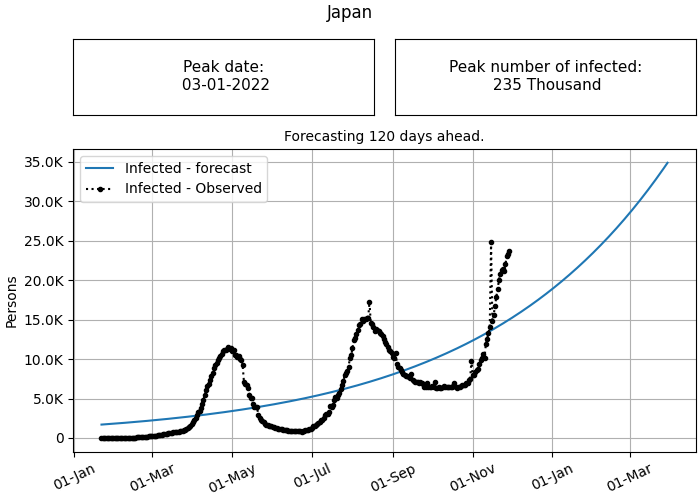 Japan
Peak date:
03-01-2022
Peak number of infected:
235 Thousand
Forecasting 120 days ahead.
Infected - forecast
Infected - Observed
Persons
35.0K
30.0K
25.0K
20.0K
15.0K
10.0K
5.0K
0
01-Jan
01-Mar
01-May
01-Jul
01-Sep
01-Nov
01-Jan
01-Mar